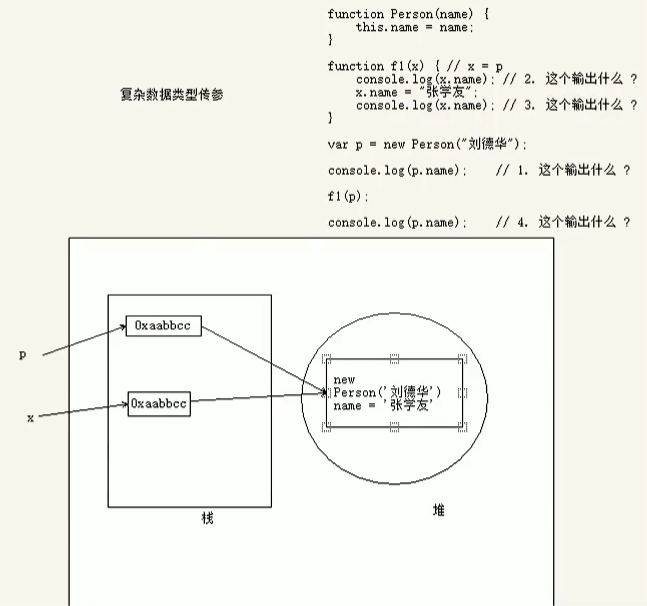 function Person(name) {
this.name = name;
}
function f1(x) { // x = p
console.log(x.name); // 2. 这个输出什么 ?
x.name = "张学友";
console.log(x.name); // 3. 这个输出什么 ?
}
复杂数据类型传参
var p = new Person("刘德华");
console.log(p.name); // 1. 这个输出什么 ?
f1(p);
console.log(p.name); // 4. 这个输出什么 ?
0xaabbcc
p
0xaabbcc
x
new
Person('刘德华')
name = '张学友'
栈
堆